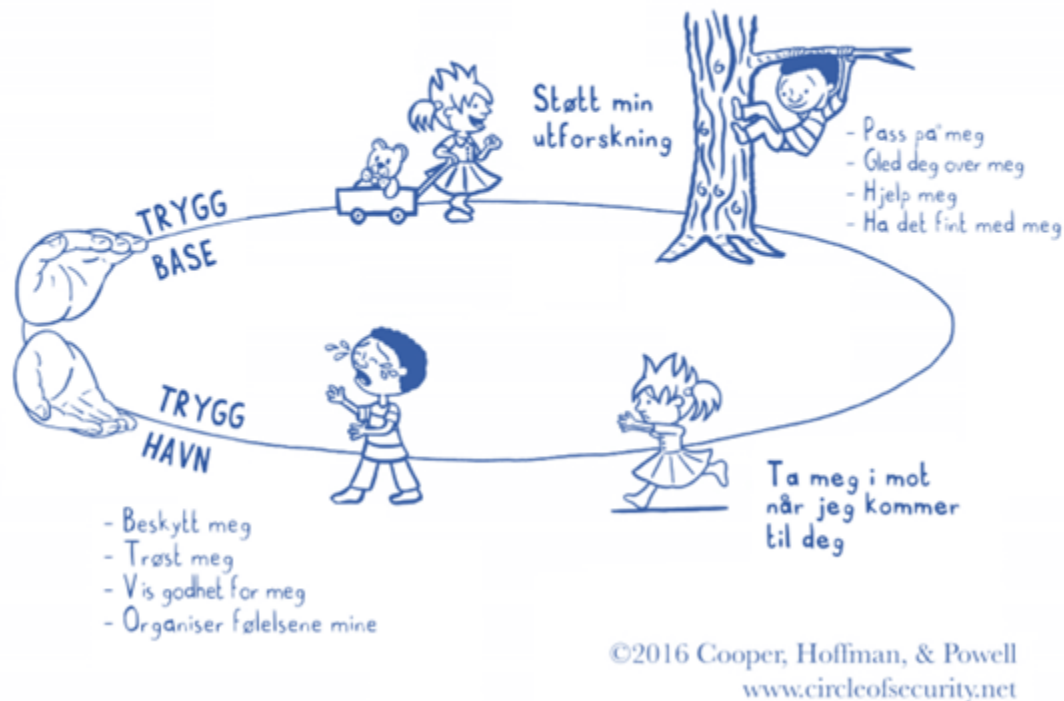 Støtt min
utforskning
- Pass på meg
- Gled deg over meg
- Hjelp meg
- Ha det fint med meg
TRYGG
BASE
TRYGG
HAVN
Ta meg i mot
når jeg kommer
til deg
- Beskytt meg
- Trøst meg
- Vis godhet for meg
- Organiser følelsene mine
©2016 Cooper, Hoffman, & Powell
www.circleofsecurity.net